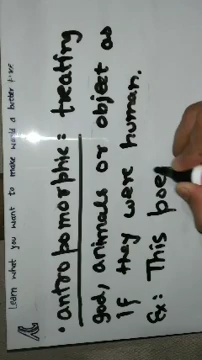 Learn what you want to make world a better place
• antropomorphic = treating
god, animals or object as
if they were human.
Ex: This poe